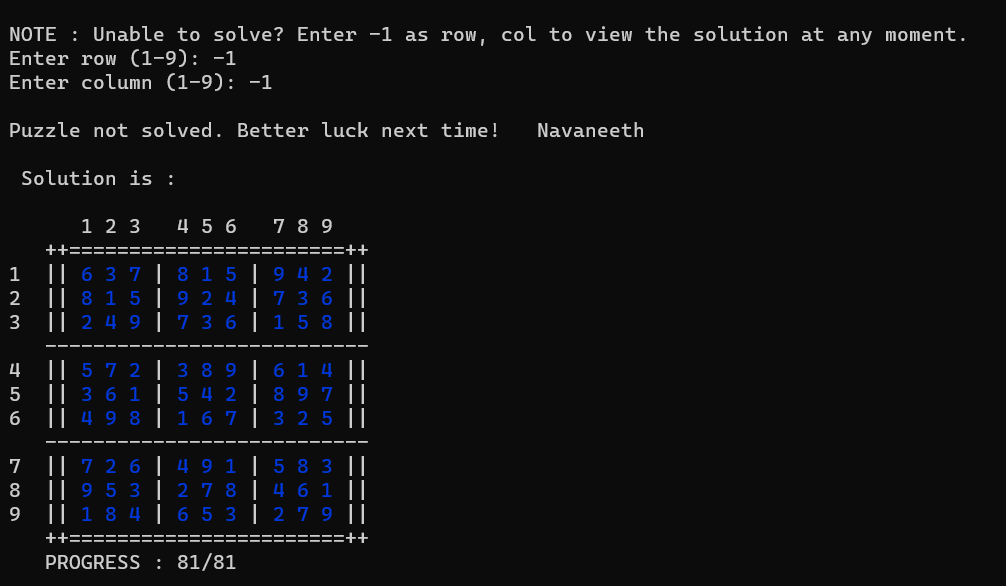 NOTE : Unable to solve? Enter -1 as row, col to view the solution at any moment.
Enter row (1-9): -1
Enter column (1-9): -1
Puzzle not solved. Better luck next time!   Navaneeth
 Solution is :
      1 2 3   4 5 6   7 8 9
   ++=======================++
1  || 6 3 7 | 8 1 5 | 9 4 2 ||
2  || 8 1 5 | 9 2 4 | 7 3 6 ||
3  || 2 4 9 | 7 3 6 | 1 5 8 ||
   ---------------------------
4  || 5 7 2 | 3 8 9 | 6 1 4 ||
5  || 3 6 1 | 5 4 2 | 8 9 7 ||
6  || 4 9 8 | 1 6 7 | 3 2 5 ||
   ---------------------------
7  || 7 2 6 | 4 9 1 | 5 8 3 ||
8  || 9 5 3 | 2 7 8 | 4 6 1 ||
9  || 1 8 4 | 6 5 3 | 2 7 9 ||
   ++=======================++
   PROGRESS : 81/81